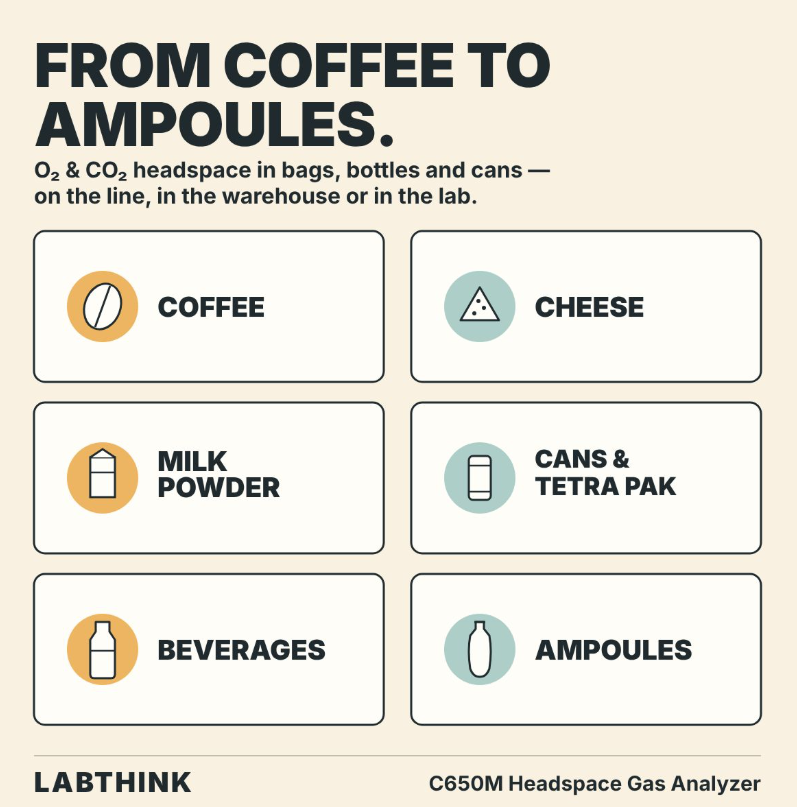 FROM COFFEE TO
AMPOULES.
O₂ & CO₂ headspace in bags, bottles and cans —
on the line, in the warehouse or in the lab.
COFFEE
CHEESE
MILK
POWDER
CANS &
TETRA PAK
BEVERAGES
AMPOULES
LABTHINK
C650M Headspace Gas Analyzer